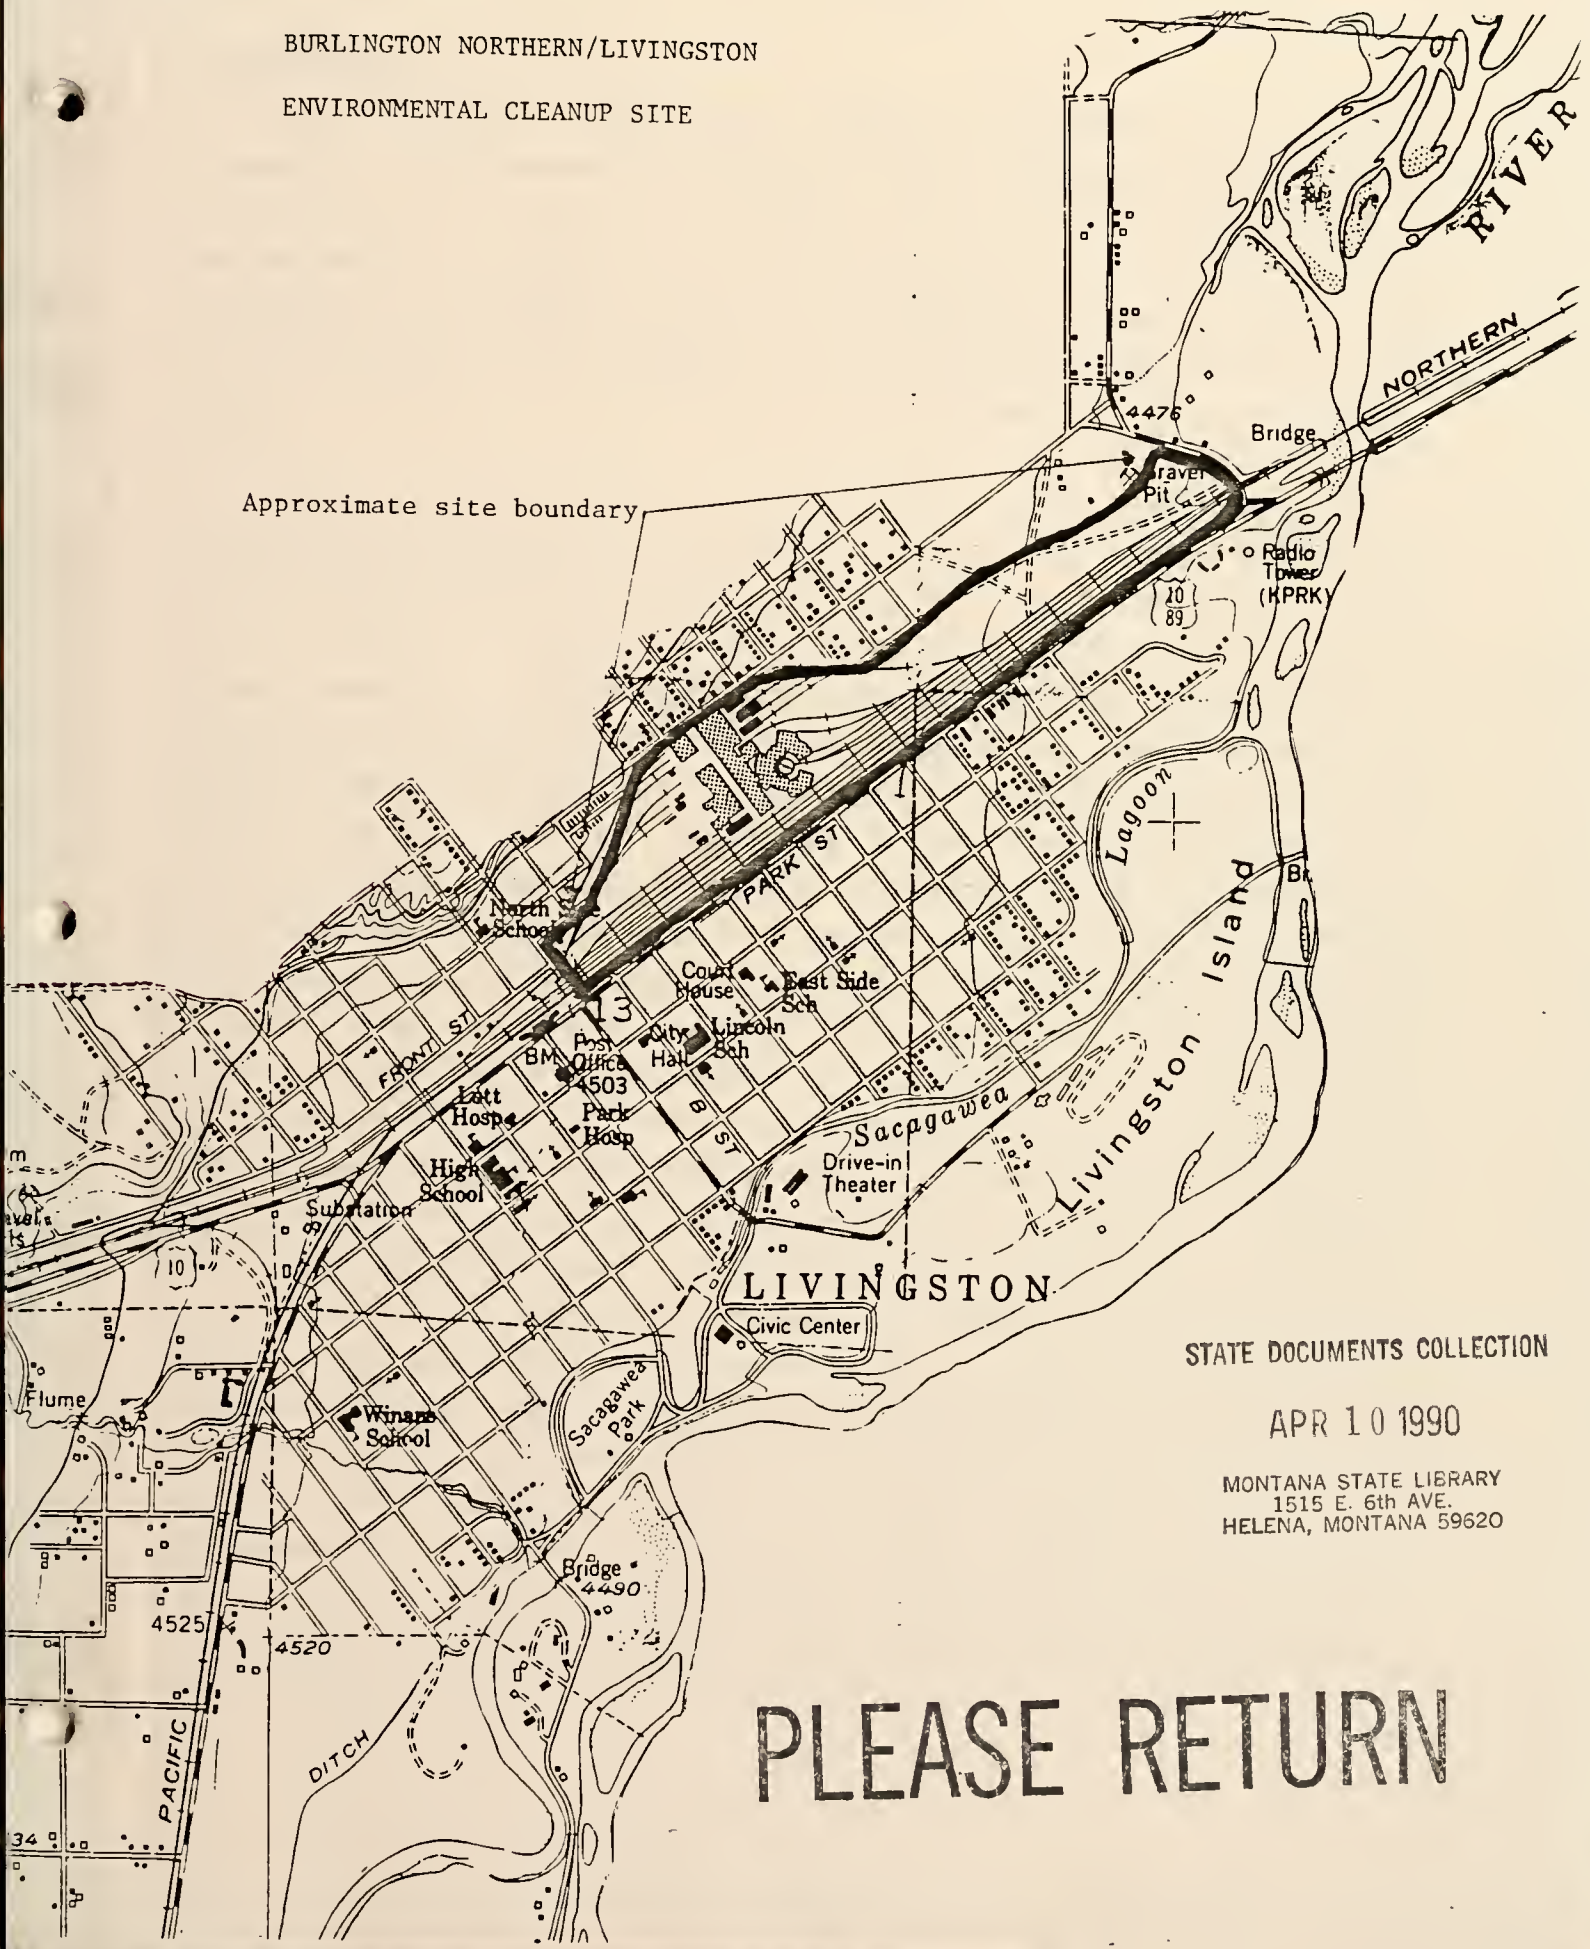 BURLINGTON NORTHERN/LIVINGSTON
ENVIRONMENTAL CLEANUP SITE
RIVER
NORTHERN
4476
Bridge
Approximate site boundary
Gravel
Pit
Radio
Tower
(KPRK)
10
89
Lagoon
PARK ST
Br.
North Side
School
Court
House
East Side
Sch
13
FRONT ST
BM
Post
Office
4503
City
Hall
Lincoln
Sch
Lott
Hosp
Park
Hosp
B ST
Sacagawea
Livingston Island
Drive-in
Theater
High
School
Substation
10
LIVINGSTON
Civic Center
STATE DOCUMENTS COLLECTION
APR 10 1990
MONTANA STATE LIBRARY
1515 E. 6th AVE.
HELENA, MONTANA 59620
Flume
Sacagawea
Park
Winans
School
Bridge
4490
4525
4520
PACIFIC
DITCH
34
PLEASE RETURN